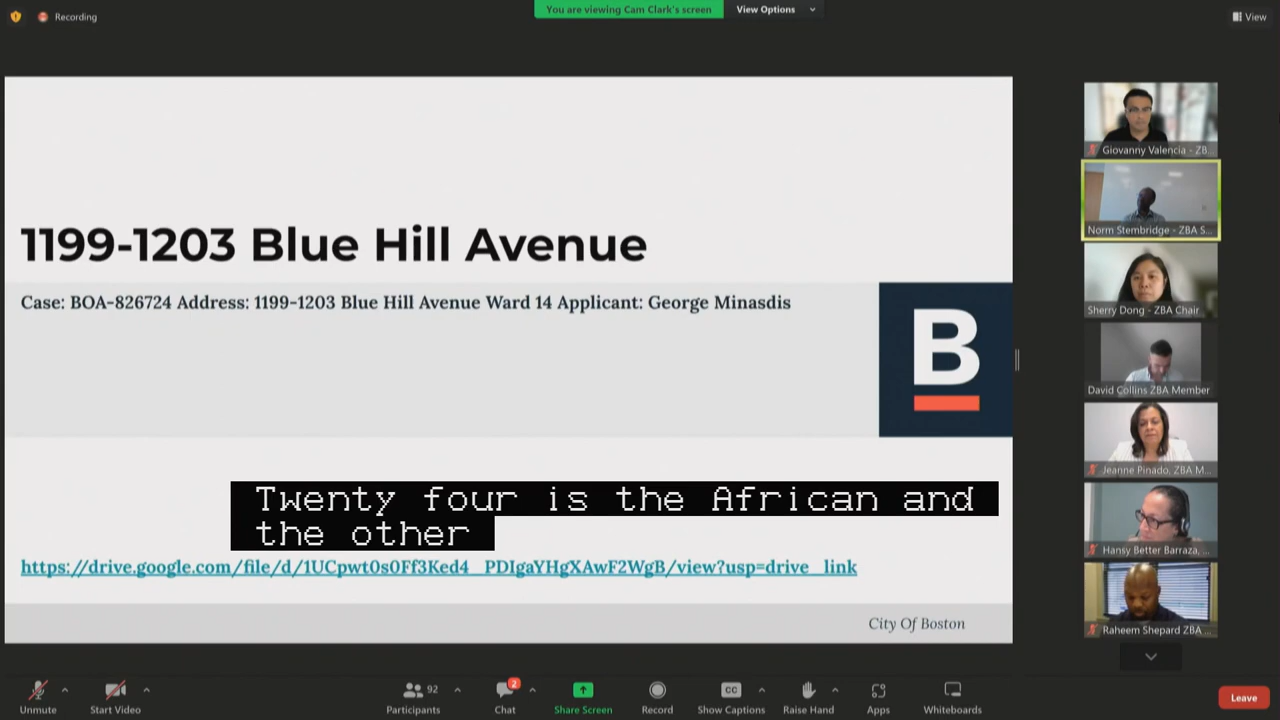 Recording
You are viewing Cam Clark's screen
View Options
View
1199-1203 Blue Hill Avenue
Case: BOA-826724 Address: 1199-1203 Blue Hill Avenue Ward 14 Applicant: George Minasdis
B
Twenty four is the African and
the other
https://drive.google.com/file/d/1UCpwt0s0Ff3Ked4_PDIgaYHgXAwF2WgB/view?usp=drive_link
City Of Boston
Giovanny Valencia - ZB...
Norm Stembridge - ZBA S...
Sherry Dong - ZBA Chair
David Collins ZBA Member
Jeanne Pinado, ZBA M...
Hansy Better Barraza, ...
Raheem Shepard ZBA ...
Unmute
Start Video
92
Participants
2
Chat
Share Screen
Record
CC
Show Captions
Raise Hand
Apps
Whiteboards
Leave